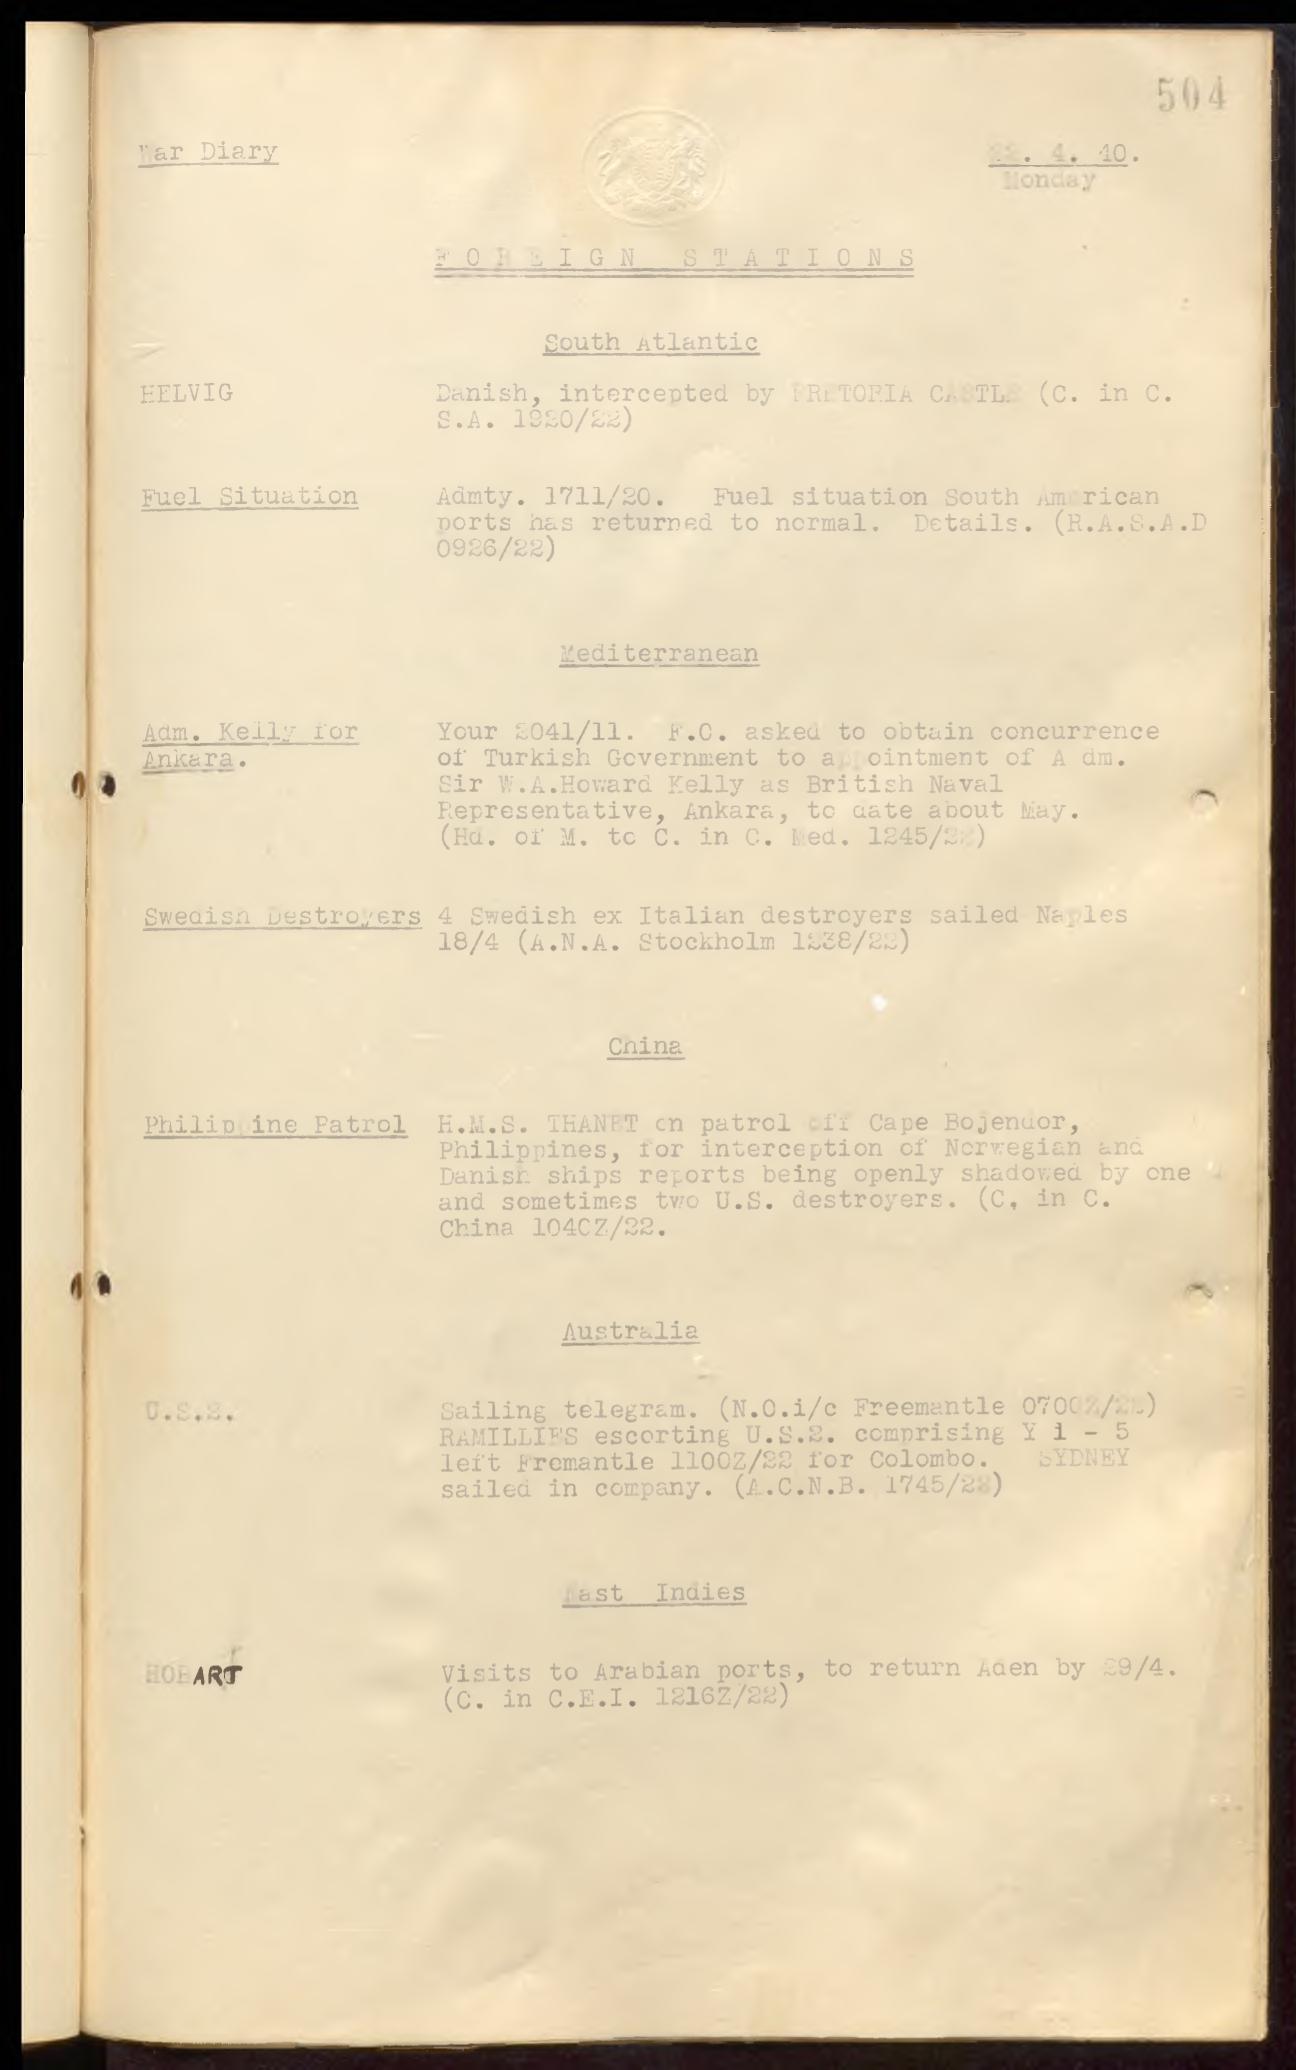 504
War Diary
22. 4. 40.
Monday
FOREIGN STATIONS
South Atlantic
HELVIG Danish, intercepted by PRETORIA CASTLE (C. in C.
S.A. 1920/22)
Fuel Situation Admty. 1711/20. Fuel situation South American
ports has returned to normal. Details. (R.A.S.A.D
0926/22)
Mediterranean
Adm. Kelly for Your 2041/11. F.O. asked to obtain concurrence
Ankara. of Turkish Government to appointment of A dm.
Sir W.A.Howard Kelly as British Naval
Representative, Ankara, to date about May.
(Hd. of M. to C. in C. Med. 1245/22)
Swedish Destroyers 4 Swedish ex Italian destroyers sailed Naples
18/4 (A.N.A. Stockholm 1238/22)
China
Philippine Patrol H.M.S. THANET on patrol off Cape Bojendor,
Philippines, for interception of Norwegian and
Danish ships reports being openly shadowed by one
and sometimes two U.S. destroyers. (C. in C.
China 1040Z/22.
Australia
U.S.2. Sailing telegram. (N.O.i/c Freemantle 0700Z/22)
RAMILLIES escorting U.S.2. comprising Y 1 - 5
left Fremantle 1100Z/22 for Colombo. SYDNEY
sailed in company. (A.C.N.B. 1745/22)
East Indies
HOBART Visits to Arabian ports, to return Aden by 29/4.
(C. in C.E.I. 1216Z/22)